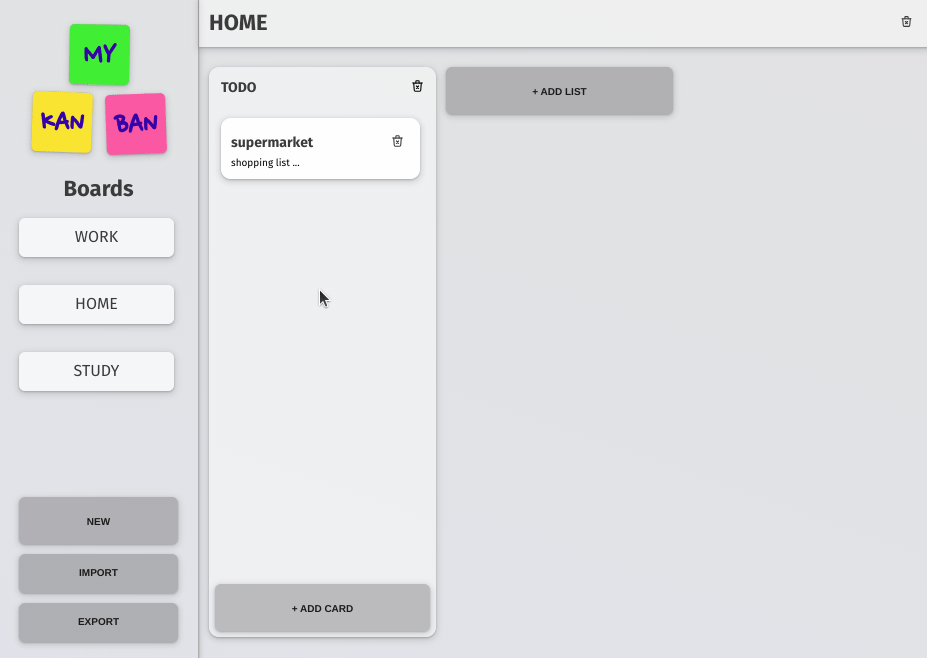 MY
KAN BAN
Boards
WORK
HOME
STUDY
NEW
IMPORT
EXPORT
HOME
TODO
supermarket
shopping list ...
+ ADD CARD
+ ADD LIST